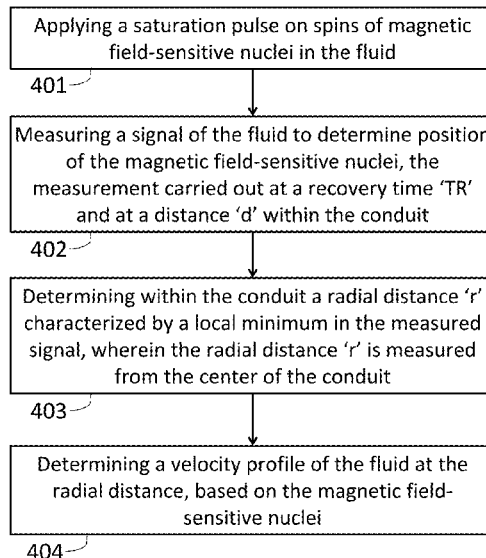 Applying a saturation pulse on spins of magnetic
field-sensitive nuclei in the fluid
401
Measuring a signal of the fluid to determine position
of the magnetic field-sensitive nuclei, the
measurement carried out at a recovery time ‘TR’
and at a distance ‘d’ within the conduit
402
Determining within the conduit a radial distance ‘r’
characterized by a local minimum in the measured
signal, wherein the radial distance ‘r’ is measured
from the center of the conduit
403
Determining a velocity profile of the fluid at the
radial distance, based on the magnetic field-
sensitive nuclei
404